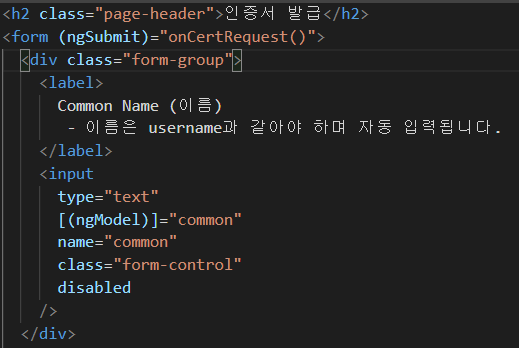 <h2 class="page-header">인증서 발급</h2>
<form (ngSubmit)="onCertRequest()">
<div class="form-group">
<label>
Common Name (이름)
- 이름은 username과 같아야 하며 자동 입력됩니다.
</label>
<input
type="text"
[(ngModel)]="common"
name="common"
class="form-control"
disabled
/>
</div>